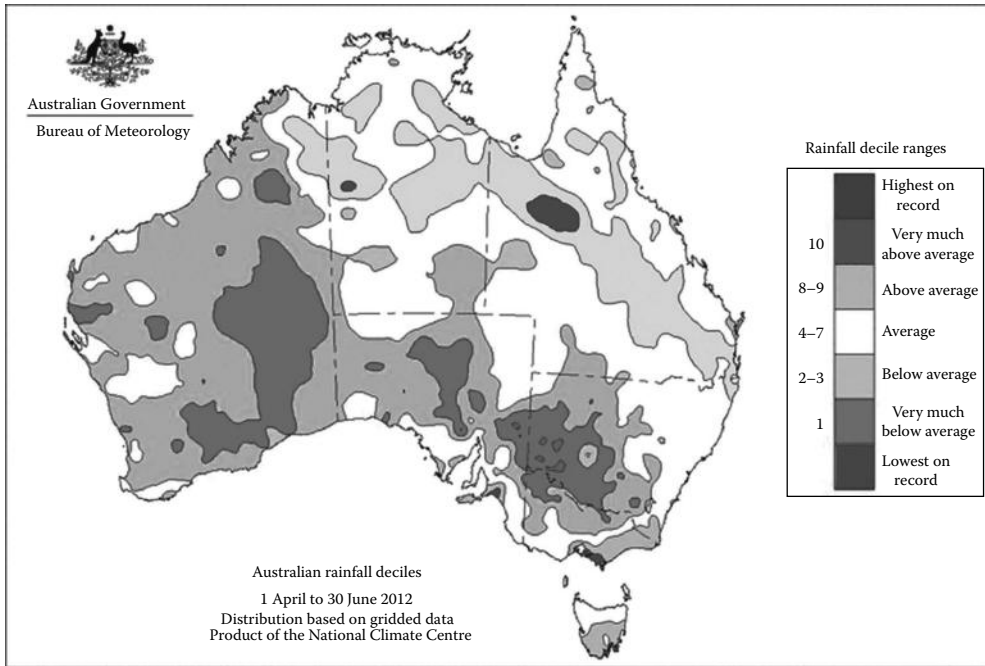 Australian Government
Bureau of Meteorology
Rainfall decile ranges
Highest on
record
10 Very much
above average
8–9 Above average
4–7 Average
2–3 Below average
1 Very much
below average
Lowest on
record
Australian rainfall deciles
1 April to 30 June 2012
Distribution based on gridded data
Product of the National Climate Centre